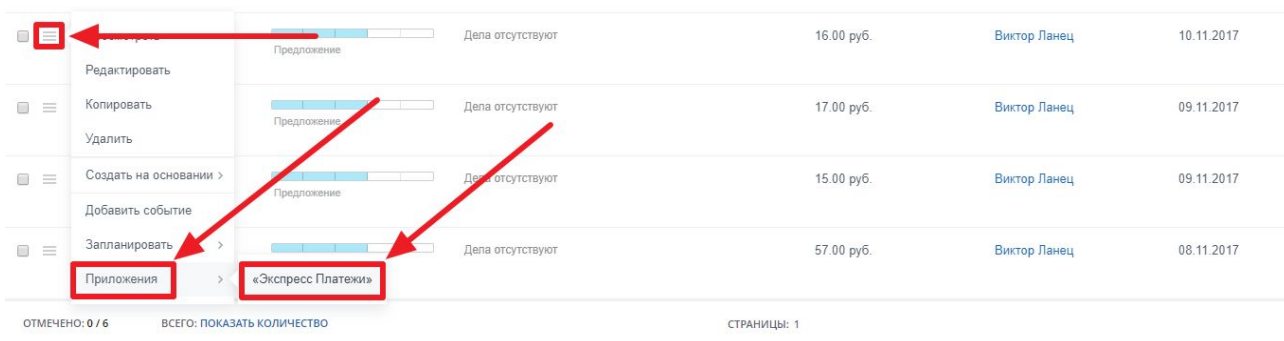 Дела отсутствуют 16.00 руб. Виктор Ланец 10.11.2017
Предложение
Редактировать
Копировать Дела отсутствуют 17.00 руб. Виктор Ланец 09.11.2017
Предложение
Удалить
Создать на основании > Дела отсутствуют 15.00 руб. Виктор Ланец 09.11.2017
Предложение
Добавить событие
Запланировать > Дела отсутствуют 57.00 руб. Виктор Ланец 08.11.2017
Приложения > «Экспресс Платежи»
ОТМЕЧЕНО: 0 / 6 ВСЕГО: ПОКАЗАТЬ КОЛИЧЕСТВО СТРАНИЦЫ: 1